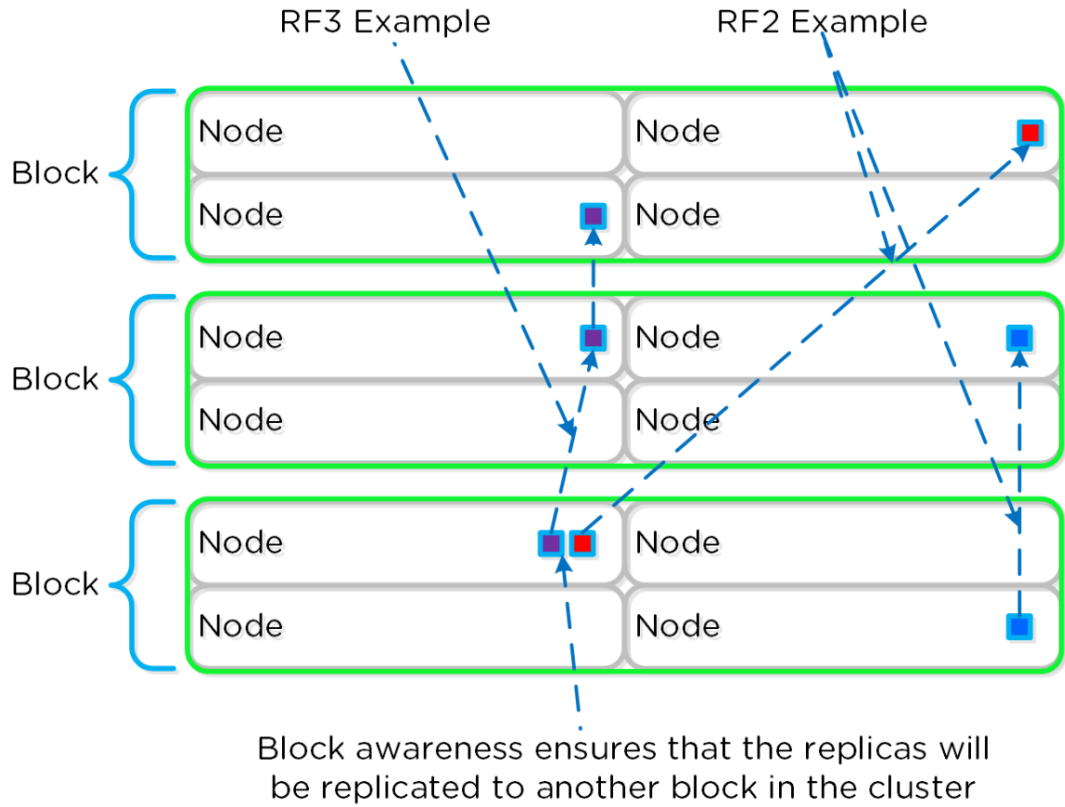 RF3 Example
RF2 Example
Block
Node
Node
Node
Node
Block
Node
Node
Node
Node
Block
Node
Node
Node
Node
Block awareness ensures that the replicas will
be replicated to another block in the cluster